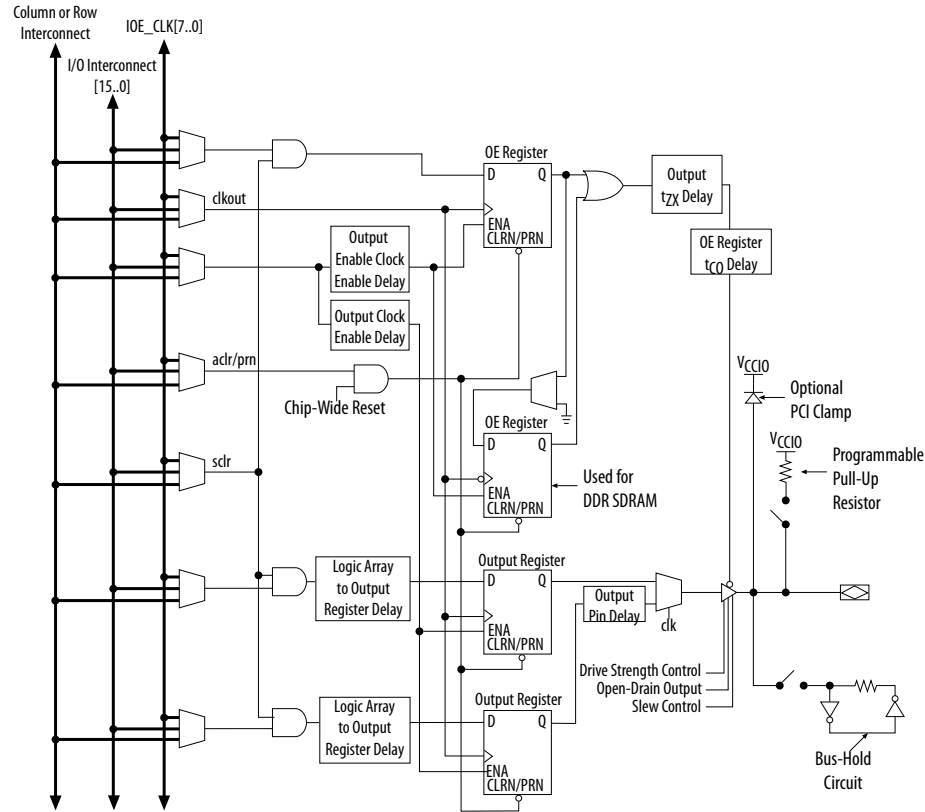 Column or Row
Interconnect
IOE_CLK[7..0]
I/O Interconnect
[15..0]
OE Register
D Q
ENA
CLRN/PRN
Output
tZX Delay
OE Register
tCO Delay
clkout
Output
Enable Clock
Enable Delay
Output Clock
Enable Delay
aclr/prn
Chip-Wide Reset
VCCIO
Optional
PCI Clamp
OE Register
D Q
ENA
CLRN/PRN
Used for
DDR SDRAM
VCCIO
Programmable
Pull-Up
Resistor
sclr
Logic Array
to Output
Register Delay
Output Register
D Q
ENA
CLRN/PRN
Output
Pin Delay
clk
Drive Strength Control
Open-Drain Output
Slew Control
Logic Array
to Output
Register Delay
Output Register
D Q
ENA
CLRN/PRN
Bus-Hold
Circuit